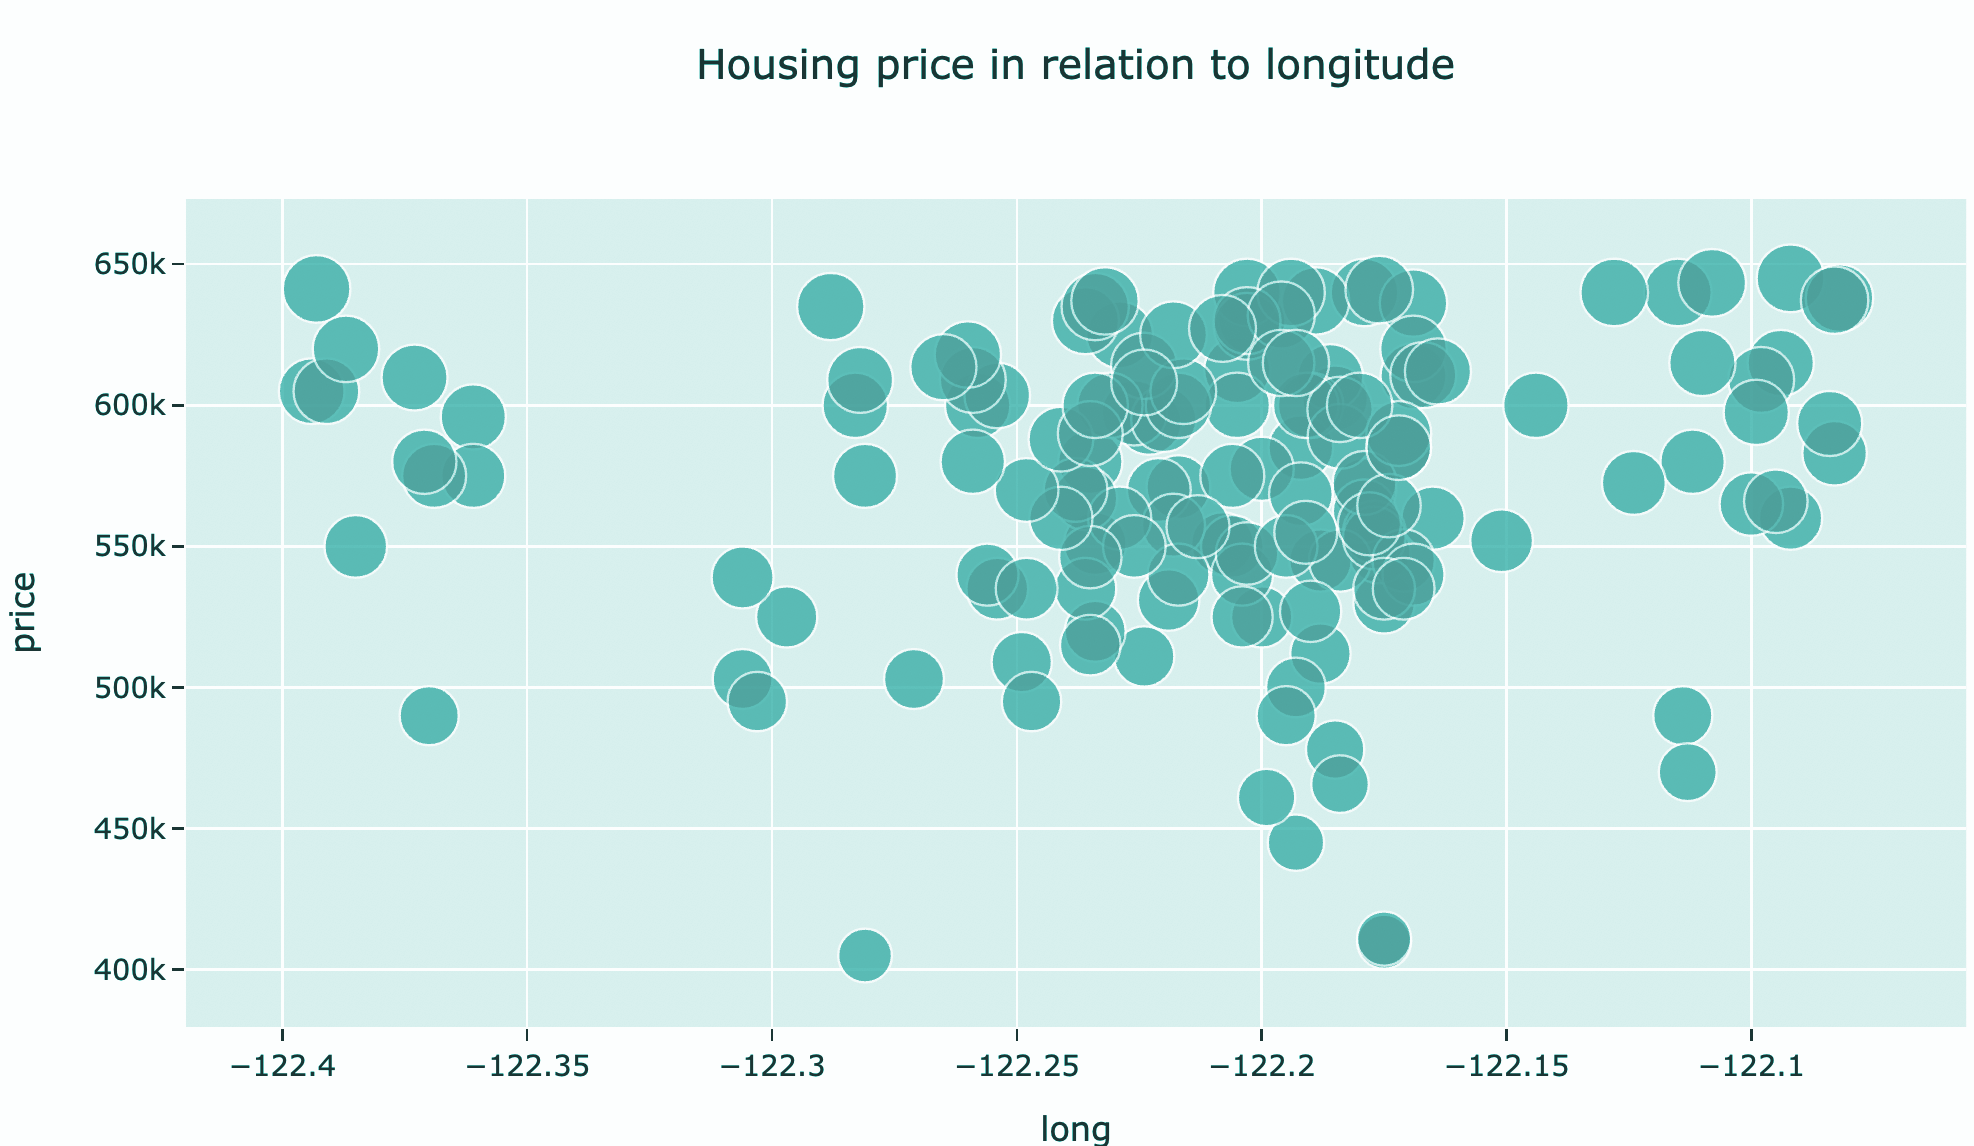 Housing price in relation to longitude
650k
600k
550k
500k
450k
400k
price
−122.4 −122.35 −122.3 −122.25 −122.2 −122.15 −122.1
long